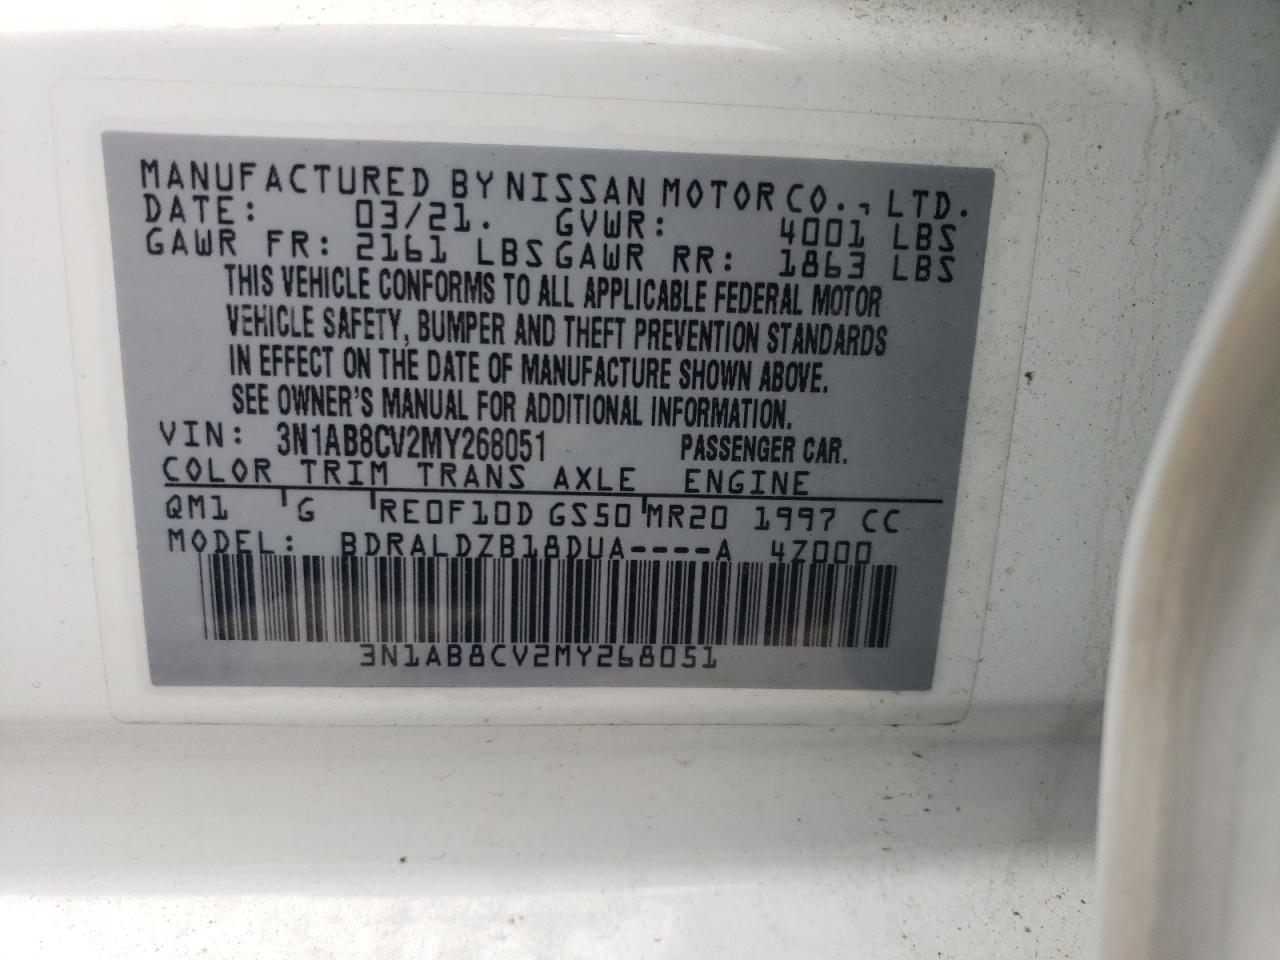 MANUFACTURED BY NISSAN MOTOR CO., LTD.
DATE: 03/21. GVWR: 4001 LBS
GAWR FR: 2161 LBS GAWR RR: 1863 LBS
THIS VEHICLE CONFORMS TO ALL APPLICABLE FEDERAL MOTOR
VEHICLE SAFETY, BUMPER AND THEFT PREVENTION STANDARDS
IN EFFECT ON THE DATE OF MANUFACTURE SHOWN ABOVE.
SEE OWNER'S MANUAL FOR ADDITIONAL INFORMATION.
VIN: 3N1AB8CV2MY268051 PASSENGER CAR.
COLOR TRIM TRANS AXLE ENGINE
QM1 G RE0F10D GS50 MR20 1997 CC
MODEL: BDRALDZB18DUA----A 4Z000
3N1AB8CV2MY268051